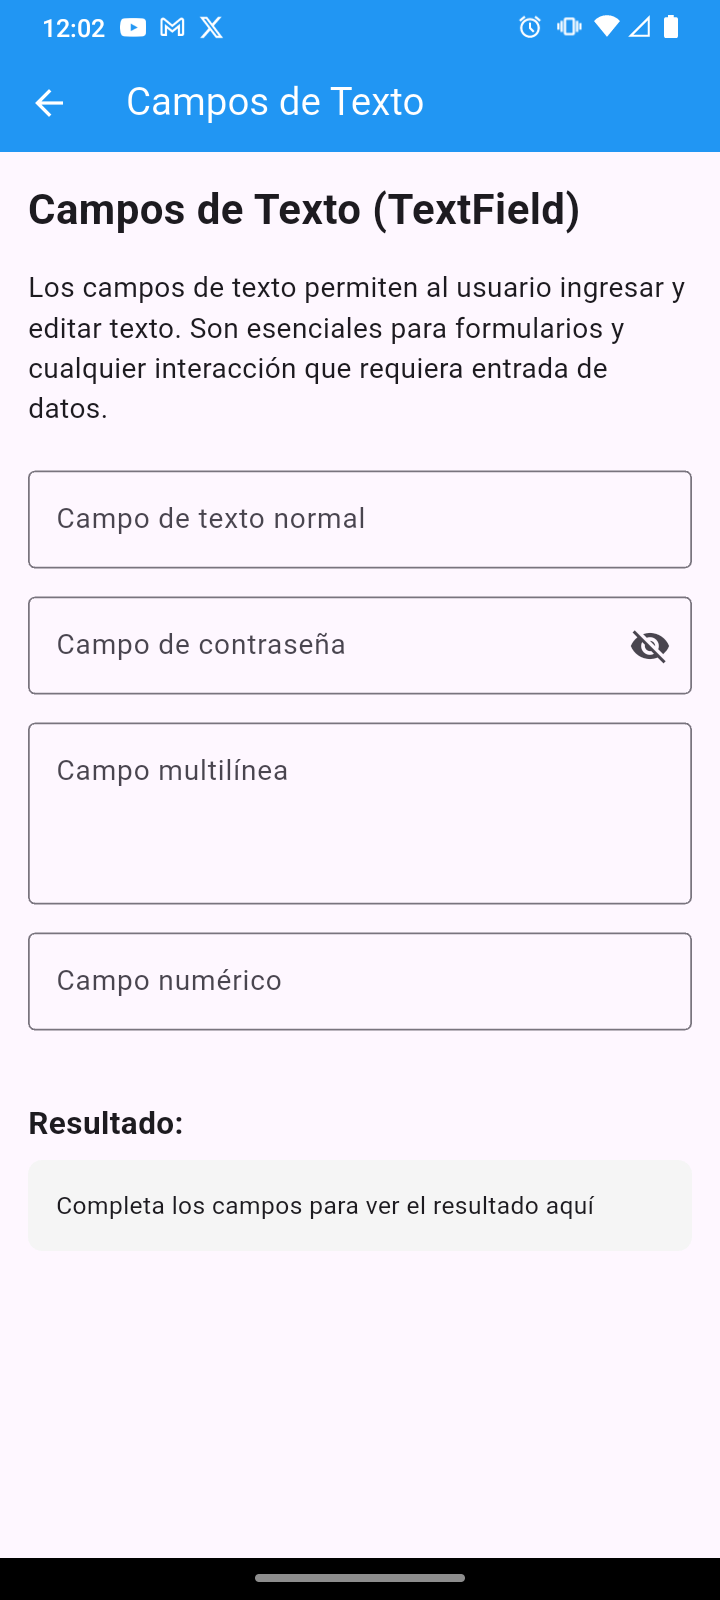 12:02
Campos de Texto
Campos de Texto (TextField)
Los campos de texto permiten al usuario ingresar y
editar texto. Son esenciales para formularios y
cualquier interacción que requiera entrada de
datos.
Campo de texto normal
Campo de contraseña
Campo multilínea
Campo numérico
Resultado:
Completa los campos para ver el resultado aquí